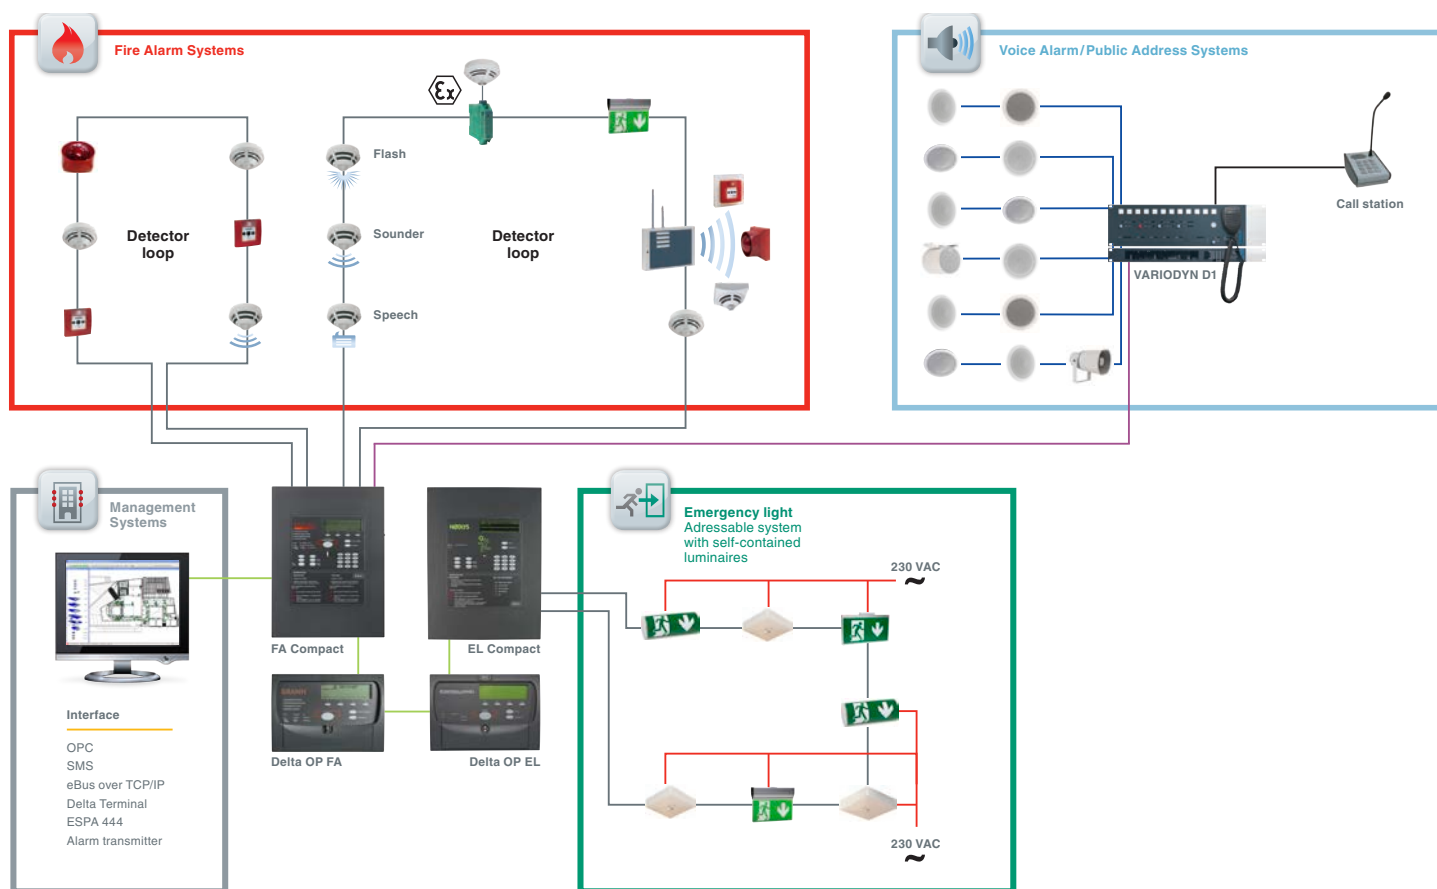 Fire Alarm Systems
Voice Alarm/Public Address Systems
Ex
Flash
Sounder
Speech
Detector
loop
Detector
loop
Call station
VARIODYN D1
Management
Systems
Emergency light
Adressable system
with self-contained
luminaires
230 VAC
~
FA Compact
EL Compact
Interface
OPC
SMS
eBus over TCP/IP
Delta Terminal
ESPA 444
Alarm transmitter
Delta OP FA
Delta OP EL
230 VAC
~